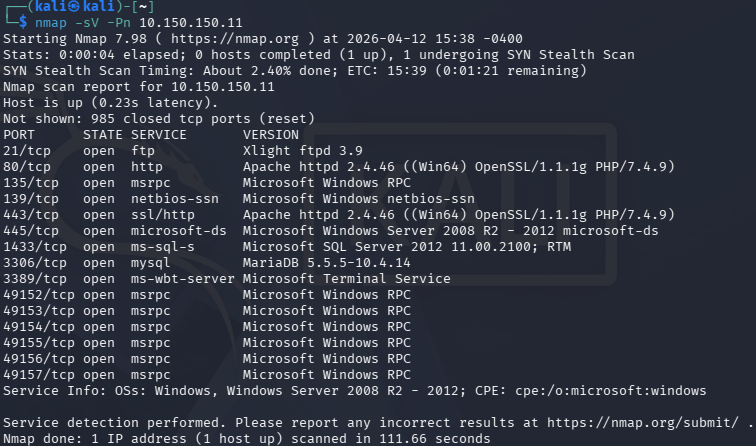 ┌──(kali㉿kali)-[~]
└─$ nmap -sV -Pn 10.150.150.11
Starting Nmap 7.98 ( https://nmap.org ) at 2026-04-12 15:38 -0400
Stats: 0:00:04 elapsed; 0 hosts completed (1 up), 1 undergoing SYN Stealth Scan
SYN Stealth Scan Timing: About 2.40% done; ETC: 15:39 (0:01:21 remaining)
Nmap scan report for 10.150.150.11
Host is up (0.23s latency).
Not shown: 985 closed tcp ports (reset)
PORT      STATE SERVICE       VERSION
21/tcp    open  ftp           Xlight ftpd 3.9
80/tcp    open  http          Apache httpd 2.4.46 ((Win64) OpenSSL/1.1.1g PHP/7.4.9)
135/tcp   open  msrpc         Microsoft Windows RPC
139/tcp   open  netbios-ssn   Microsoft Windows netbios-ssn
443/tcp   open  ssl/http      Apache httpd 2.4.46 ((Win64) OpenSSL/1.1.1g PHP/7.4.9)
445/tcp   open  microsoft-ds  Microsoft Windows Server 2008 R2 - 2012 microsoft-ds
1433/tcp  open  ms-sql-s      Microsoft SQL Server 2012 11.00.2100; RTM
3306/tcp  open  mysql         MariaDB 5.5.5-10.4.14
3389/tcp  open  ms-wbt-server Microsoft Terminal Service
49152/tcp open  msrpc         Microsoft Windows RPC
49153/tcp open  msrpc         Microsoft Windows RPC
49154/tcp open  msrpc         Microsoft Windows RPC
49155/tcp open  msrpc         Microsoft Windows RPC
49156/tcp open  msrpc         Microsoft Windows RPC
49157/tcp open  msrpc         Microsoft Windows RPC
Service Info: OSs: Windows, Windows Server 2008 R2 - 2012; CPE: cpe:/o:microsoft:windows

Service detection performed. Please report any incorrect results at https://nmap.org/submit/ .
Nmap done: 1 IP address (1 host up) scanned in 111.66 seconds